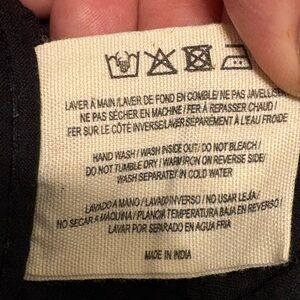 LAVER À MAIN /LAVER DE FOND EN COMBLE/ NE PAS JAVELLISER
NE PAS SÉCHER EN MACHINE / FER À REPASSER CHAUD /
FER SUR LE CÔTÉ INVERSE/LAVER SÉPARÉMENT À L'EAU FROIDE
HAND WASH / WASH INSIDE OUT / DO NOT BLEACH/
DO NOT TUMBLE DRY / WARM IRON ON REVERSE SIDE/
WASH SEPARATELY IN COLD WATER
LAVADO A MANO / LAVADO INVERSO / NO USAR LEJÍA /
NO SECAR A MÁQUINA / PLANCHA TEMPERATURA BAJA EN REVERSO /
LAVAR POR SEPARADO EN AGUA FRIA
MADE IN INDIA